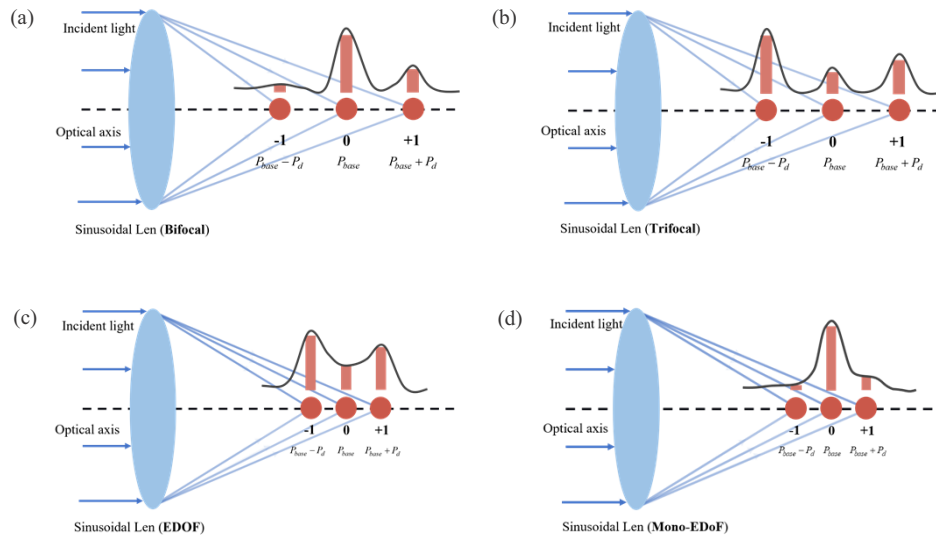 (a)
Incident light
Optical axis
-1 0 +1
P_base − P_d P_base P_base + P_d
Sinusoidal Len (Bifocal)
(b)
Incident light
Optical axis
-1 0 +1
P_base − P_d P_base P_base + P_d
Sinusoidal Len (Trifocal)
(c)
Incident light
Optical axis
-1 0 +1
P_base − P_d P_base P_base + P_d
Sinusoidal Len (EDOF)
(d)
Incident light
Optical axis
-1 0 +1
P_base − P_d P_base P_base + P_d
Sinusoidal Len (Mono-EDoF)